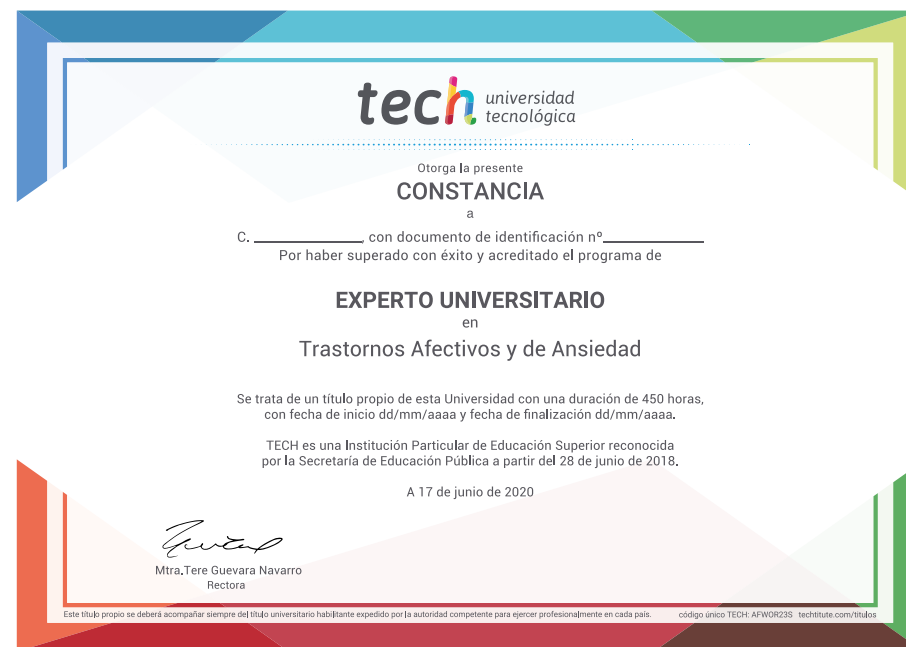 tech universidad
tecnológica
Otorga la presente
CONSTANCIA
a
C. ____________, con documento de identificación nº____________
Por haber superado con éxito y acreditado el programa de
EXPERTO UNIVERSITARIO
en
Trastornos Afectivos y de Ansiedad
Se trata de un título propio de esta Universidad con una duración de 450 horas,
con fecha de inicio dd/mm/aaaa y fecha de finalización dd/mm/aaaa.
TECH es una Institución Particular de Educación Superior reconocida
por la Secretaría de Educación Pública a partir del 28 de junio de 2018.
A 17 de junio de 2020
Mtra.Tere Guevara Navarro
Rectora
Este título propio se deberá acompañar siempre del título universitario habilitante expedido por la autoridad competente para ejercer profesionalmente en cada país. código único TECH: AFWOR23S techtitute.com/titulos